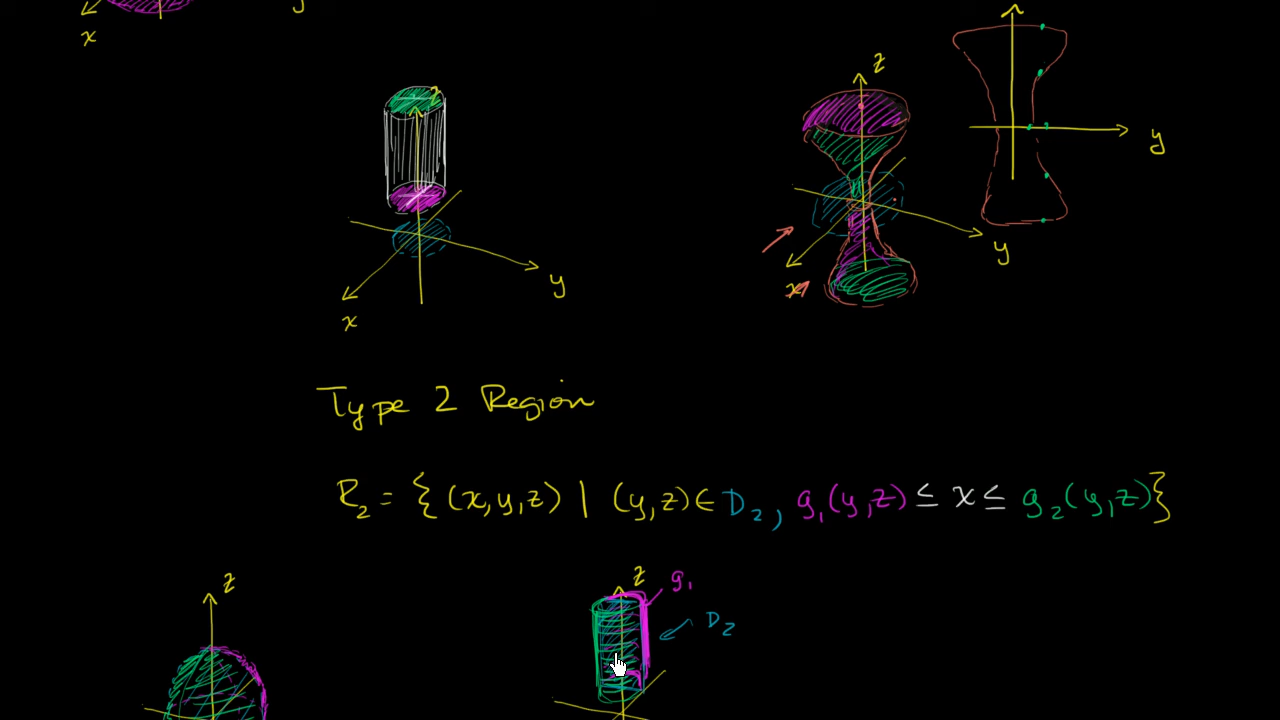 y
x
z
y
x
z
y
x
y
Type 2 Region
R₂ = {(x,y,z) | (y,z) ∈ D₂, g₁(y,z) ≤ x ≤ g₂(y,z)}
z
z
g₁
D₂